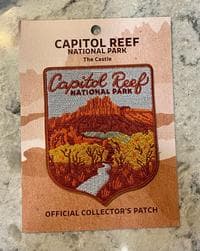 CAPITOL REEF
NATIONAL PARK
The Castle
Capitol Reef
NATIONAL PARK
OFFICIAL COLLECTOR'S PATCH